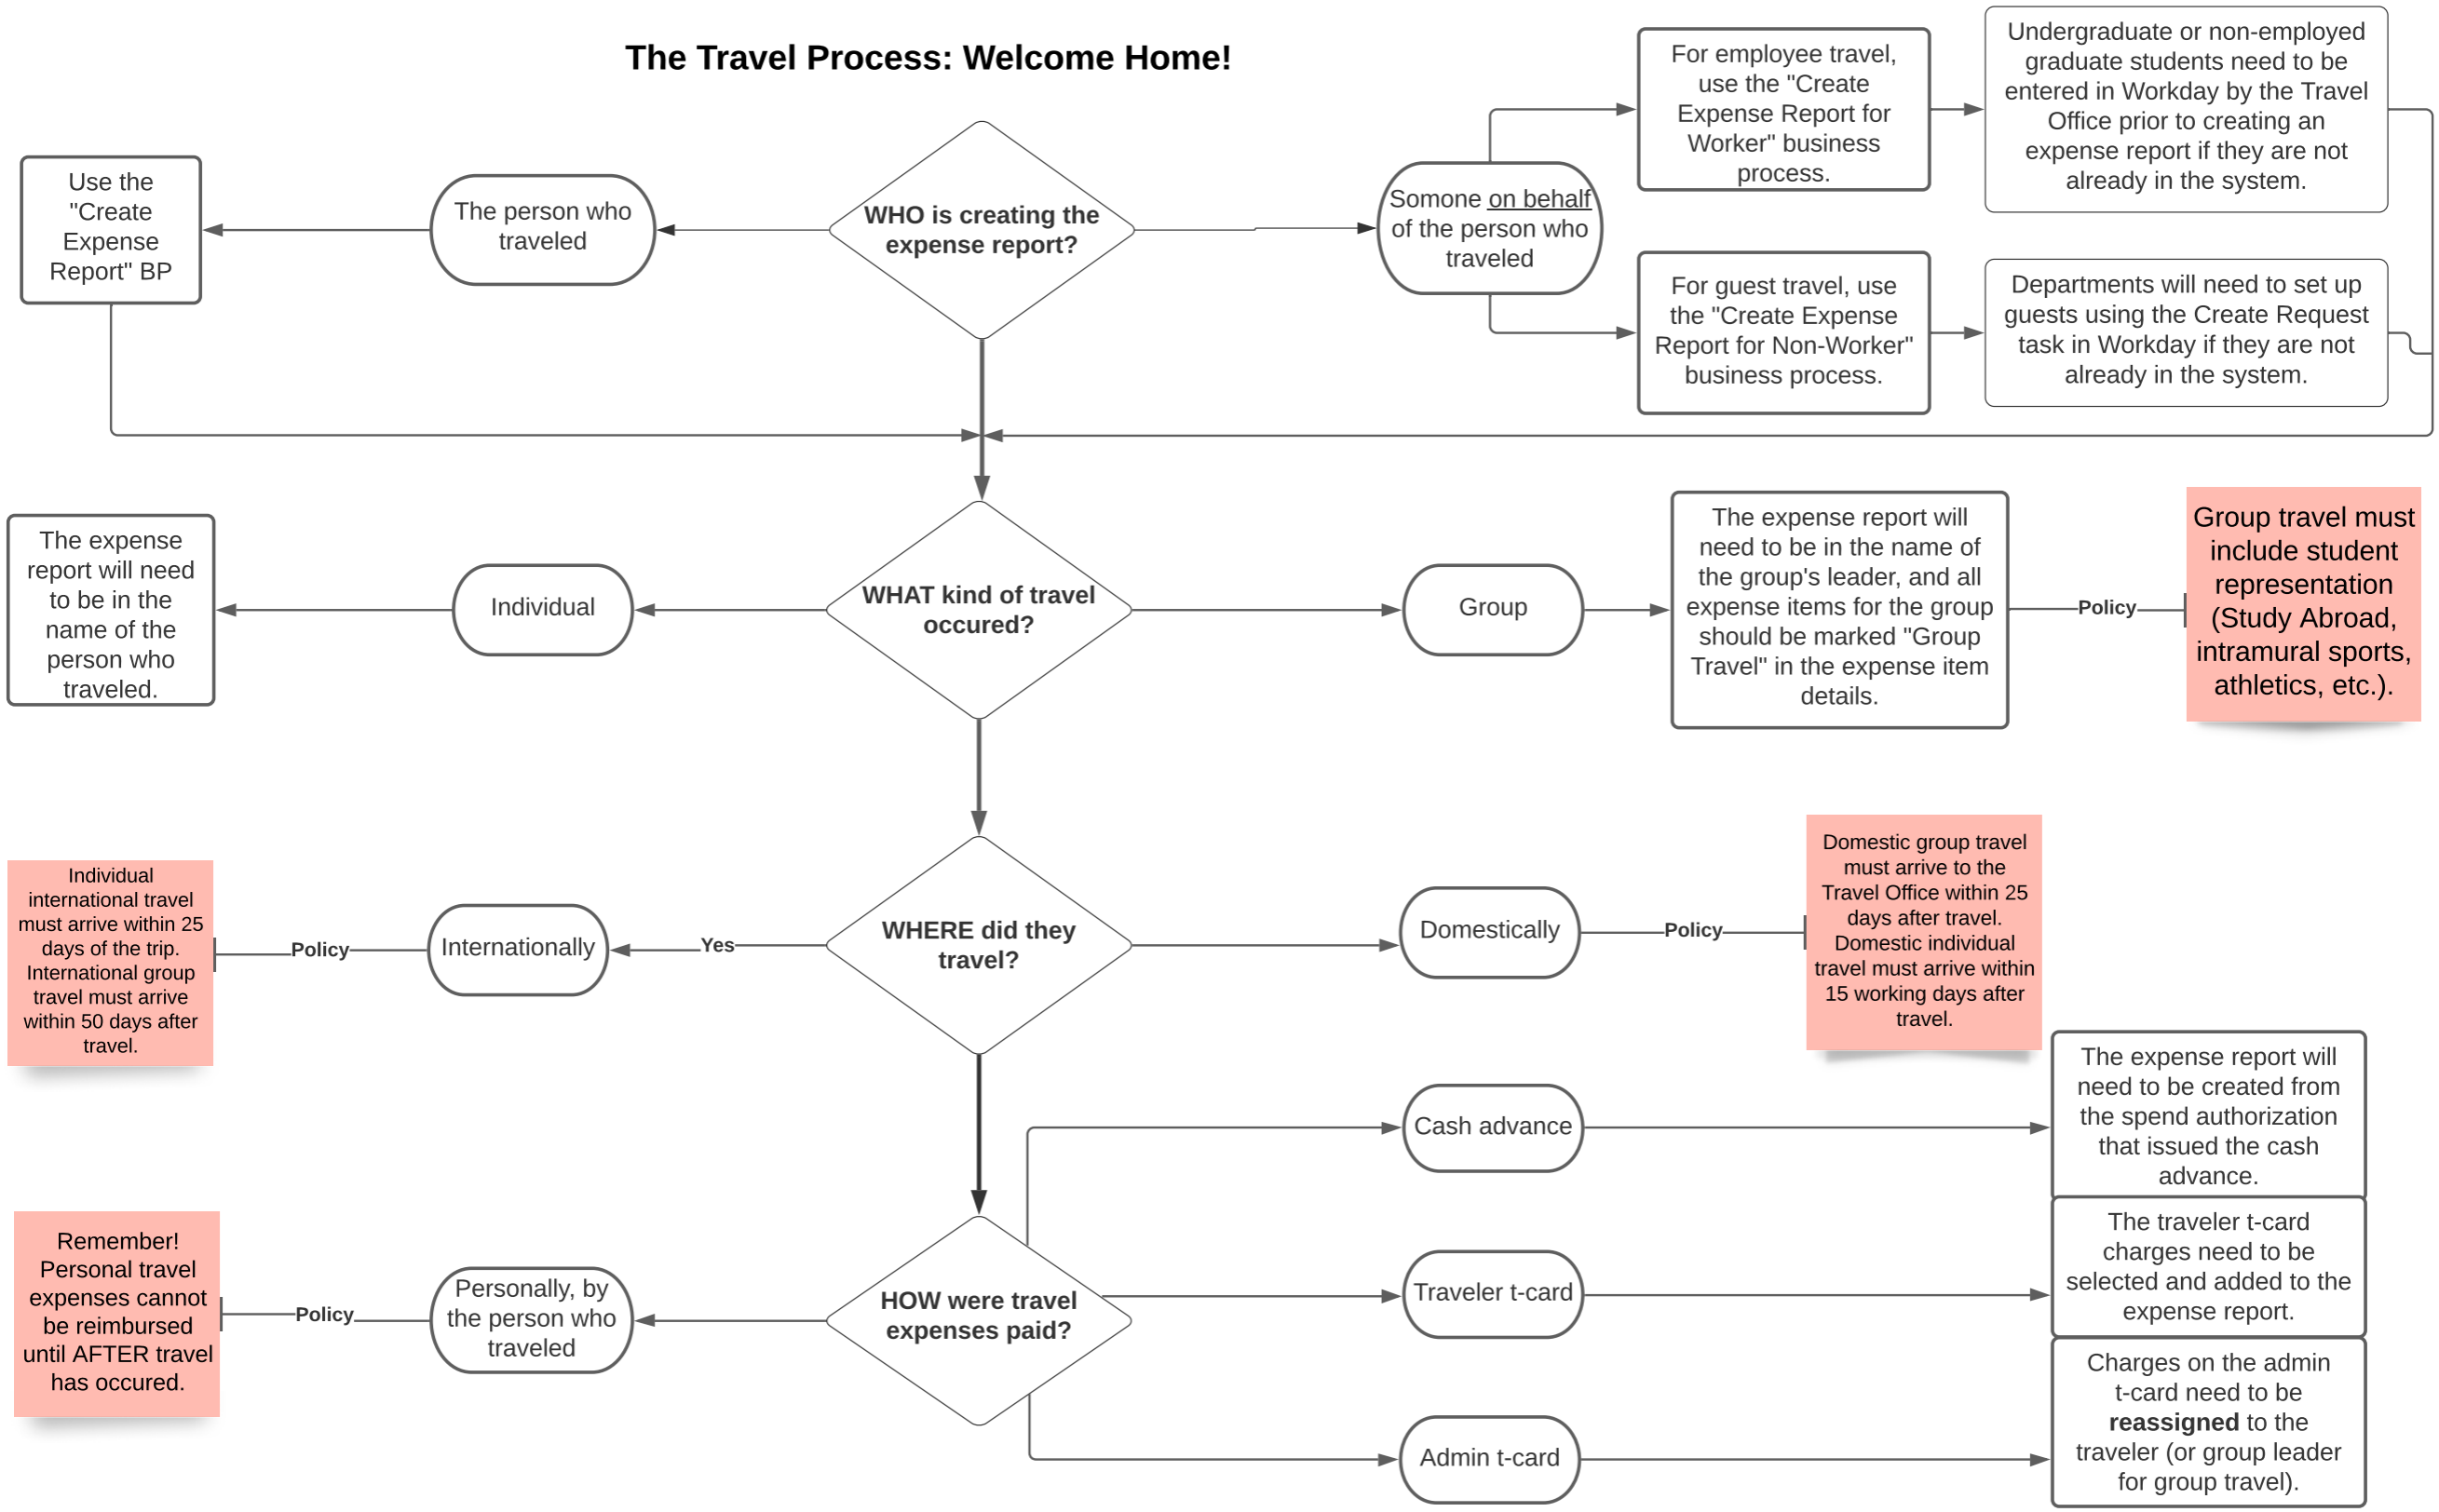 The Travel Process: Welcome Home!
WHO is creating the
expense report?
The person who
traveled
Use the
"Create
Expense
Report" BP
Somone on behalf
of the person who
traveled
For employee travel,
use the "Create
Expense Report for
Worker" business
process.
Undergraduate or non-employed
graduate students need to be
entered in Workday by the Travel
Office prior to creating an
expense report if they are not
already in the system.
For guest travel, use
the "Create Expense
Report for Non-Worker"
business process.
Departments will need to set up
guests using the Create Request
task in Workday if they are not
already in the system.
WHAT kind of travel
occured?
Individual
The expense
report will need
to be in the
name of the
person who
traveled.
Group
The expense report will
need to be in the name of
the group's leader, and all
expense items for the group
should be marked "Group
Travel" in the expense item
details.
Policy
Group travel must
include student
representation
(Study Abroad,
intramural sports,
athletics, etc.).
WHERE did they
travel?
Yes
Internationally
Policy
Individual
international travel
must arrive within 25
days of the trip.
International group
travel must arrive
within 50 days after
travel.
Domestically
Policy
Domestic group travel
must arrive to the
Travel Office within 25
days after travel.
Domestic individual
travel must arrive within
15 working days after
travel.
HOW were travel
expenses paid?
Personally, by
the person who
traveled
Policy
Remember!
Personal travel
expenses cannot
be reimbursed
until AFTER travel
has occured.
Cash advance
The expense report will
need to be created from
the spend authorization
that issued the cash
advance.
Traveler t-card
The traveler t-card
charges need to be
selected and added to the
expense report.
Admin t-card
Charges on the admin
t-card need to be
reassigned to the
traveler (or group leader
for group travel).